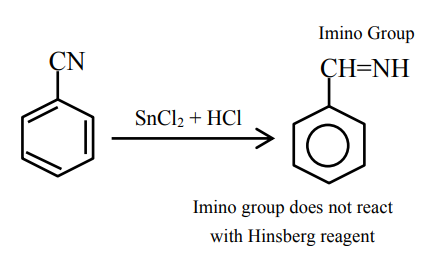 Imino Group
CN
CH=NH
SnCl₂ + HCl
Imino group does not react
with Hinsberg reagent